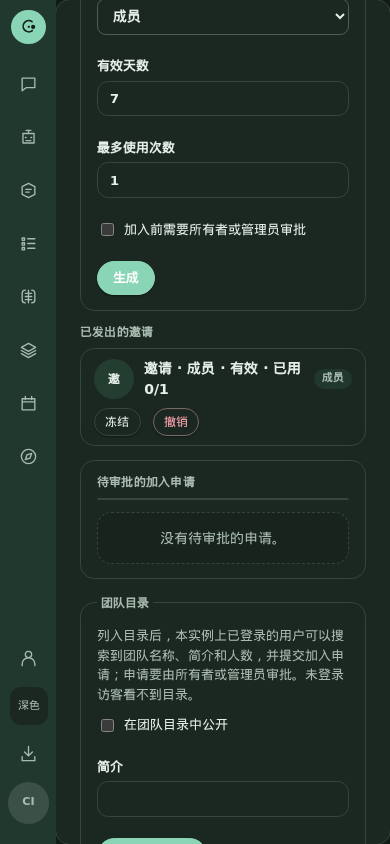 成员
有效天数
7
最多使用次数
1
加入前需要所有者或管理员审批
生成
已发出的邀请
邀
邀请 · 成员 · 有效 · 已用
0/1
成员
冻结
撤销
待审批的加入申请
没有待审批的申请。
团队目录
列入目录后，本实例上已登录的用户可以搜
索到团队名称、简介和人数，并提交加入申
请；申请要由所有者或管理员审批。未登录
访客看不到目录。
在团队目录中公开
简介
深色
CI